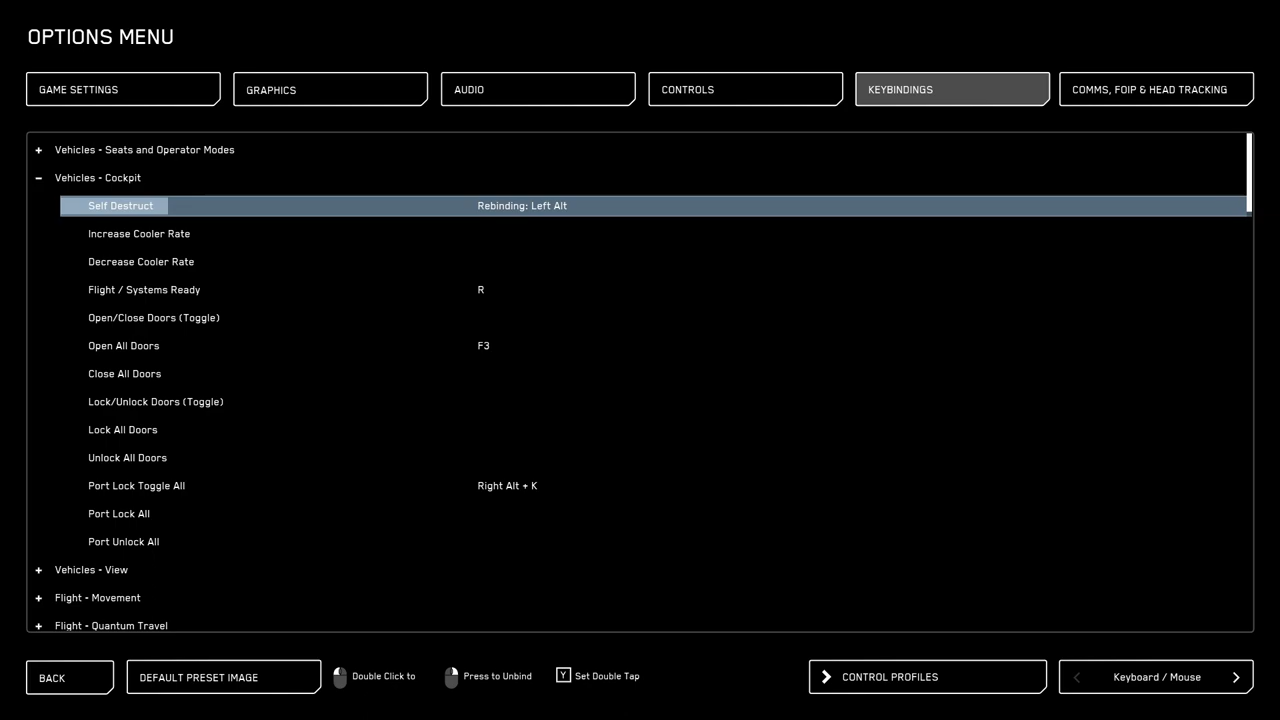 OPTIONS MENU
GAME SETTINGS
GRAPHICS
AUDIO
CONTROLS
KEYBINDINGS
COMMS, FOIP & HEAD TRACKING
+ Vehicles - Seats and Operator Modes
- Vehicles - Cockpit
Self Destruct Rebinding: Left Alt
Increase Cooler Rate
Decrease Cooler Rate
Flight / Systems Ready R
Open/Close Doors (Toggle)
Open All Doors F3
Close All Doors
Lock/Unlock Doors (Toggle)
Lock All Doors
Unlock All Doors
Port Lock Toggle All Right Alt + K
Port Lock All
Port Unlock All
+ Vehicles - View
+ Flight - Movement
+ Flight - Quantum Travel
BACK
DEFAULT PRESET IMAGE
Double Click to
Press to Unbind
Y Set Double Tap
CONTROL PROFILES
Keyboard / Mouse